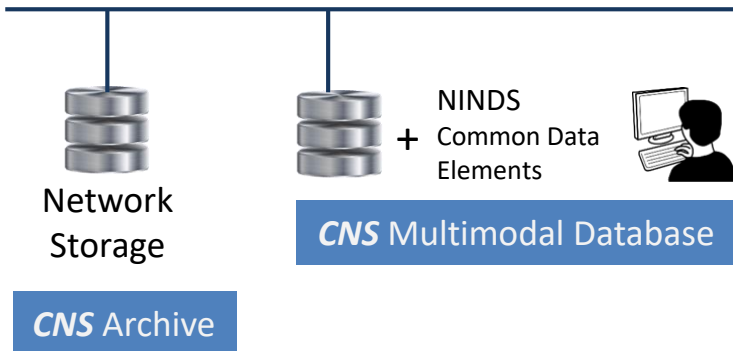 Network
Storage
CNS Archive
+
NINDS
Common Data
Elements
CNS Multimodal Database